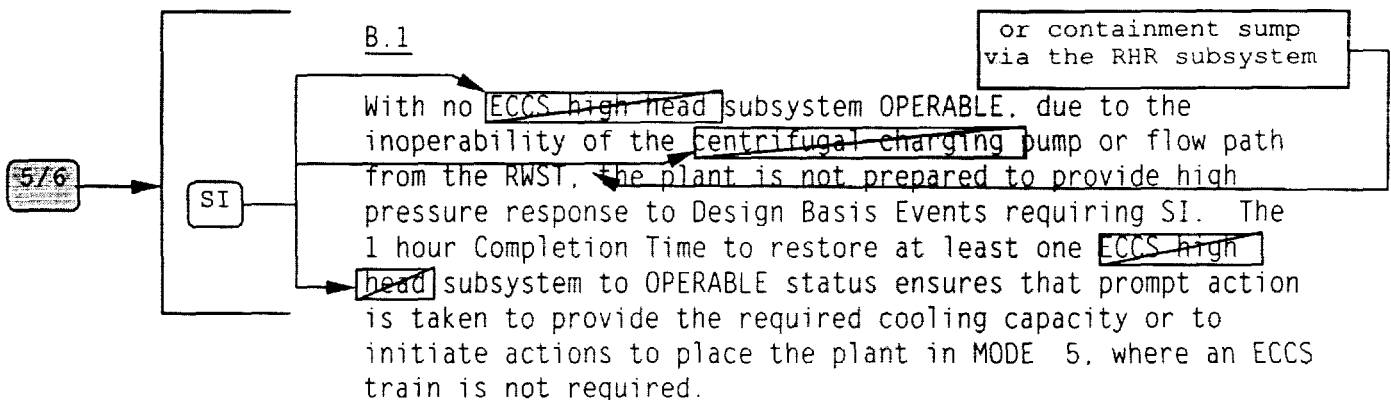 B.1
or containment sump
via the RHR subsystem
With no ECCS high head subsystem OPERABLE, due to the
inoperability of the centrifugal charging pump or flow path
5/6
from the RWST, the plant is not prepared to provide high
SI
pressure response to Design Basis Events requiring SI. The
1 hour Completion Time to restore at least one ECCS high
head subsystem to OPERABLE status ensures that prompt action
is taken to provide the required cooling capacity or to
initiate actions to place the plant in MODE 5, where an ECCS
train is not required.